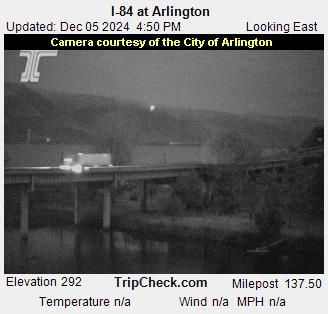 I-84 at Arlington
Updated: Dec 05 2024 4:50 PM Looking East
Camera courtesy of the City of Arlington
Elevation 292 TripCheck.com Milepost 137.50
Temperature n/a Wind n/a MPH n/a